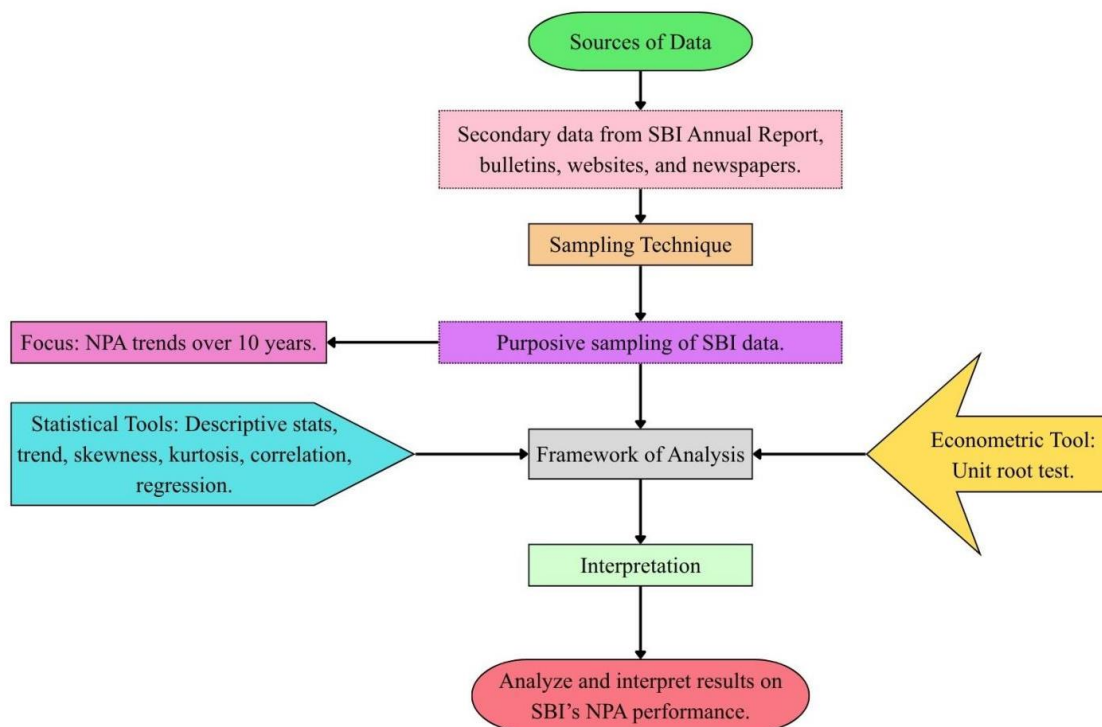 Sources of Data
Secondary data from SBI Annual Report,
bulletins, websites, and newspapers.
Sampling Technique
Focus: NPA trends over 10 years.
Purposive sampling of SBI data.
Statistical Tools: Descriptive stats,
trend, skewness, kurtosis, correlation,
regression.
Framework of Analysis
Econometric Tool:
Unit root test.
Interpretation
Analyze and interpret results on
SBI’s NPA performance.